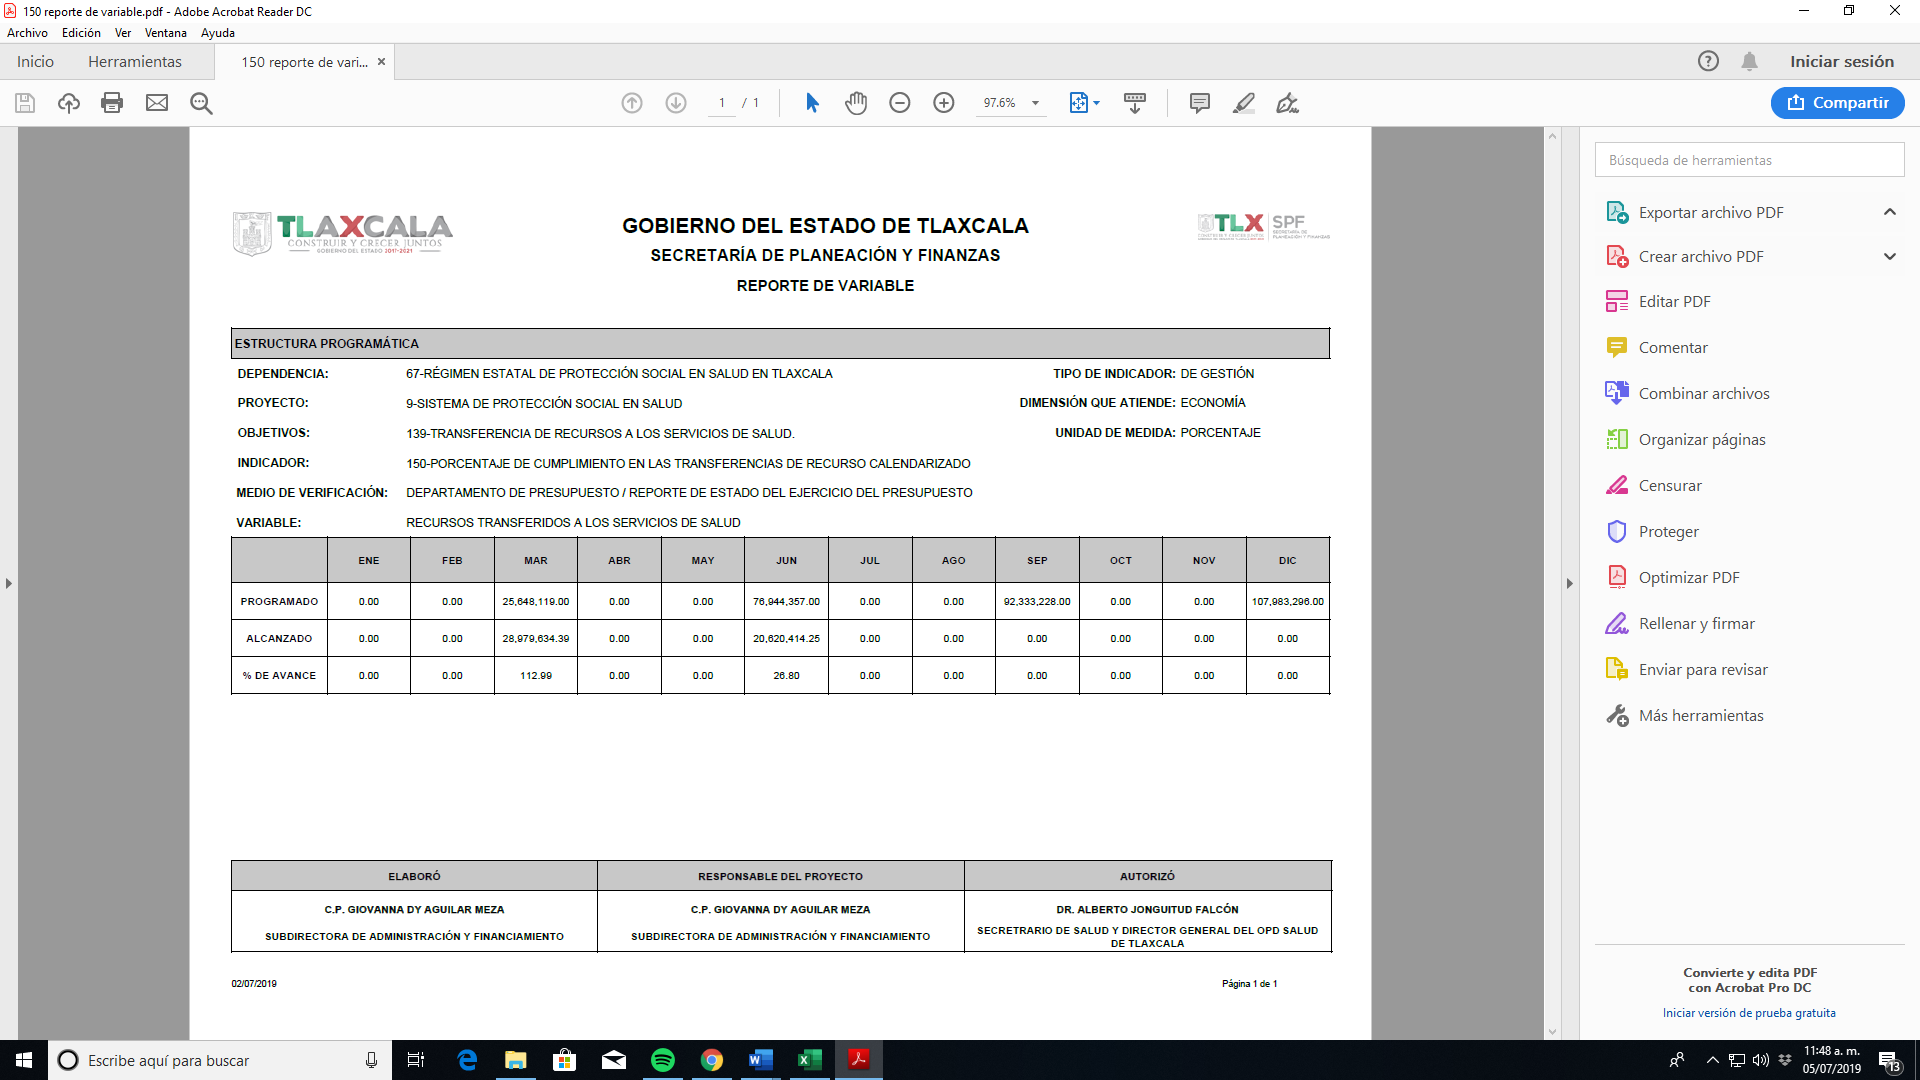 150 reporte de variable.pdf - Adobe Acrobat Reader DC
Archivo Edición Ver Ventana Ayuda
Inicio Herramientas 150 reporte de vari... × Iniciar sesión
1 / 1 97.6% Compartir
Búsqueda de herramientas
Exportar archivo PDF
Crear archivo PDF
Editar PDF
Comentar
Combinar archivos
Organizar páginas
Censurar
Proteger
Optimizar PDF
Rellenar y firmar
Enviar para revisar
Más herramientas
Convierte y edita PDF
con Acrobat Pro DC
Iniciar versión de prueba gratuita
TLAXCALA
CONSTRUIR Y CRECER JUNTOS
GOBIERNO DEL ESTADO 2017-2021
GOBIERNO DEL ESTADO DE TLAXCALA
SECRETARÍA DE PLANEACIÓN Y FINANZAS
REPORTE DE VARIABLE
TLX SPF
SECRETARÍA DE
PLANEACIÓN Y FINANZAS
ESTRUCTURA PROGRAMÁTICA
DEPENDENCIA: 67-RÉGIMEN ESTATAL DE PROTECCIÓN SOCIAL EN SALUD EN TLAXCALA TIPO DE INDICADOR: DE GESTIÓN
PROYECTO: 9-SISTEMA DE PROTECCIÓN SOCIAL EN SALUD DIMENSIÓN QUE ATIENDE: ECONOMÍA
OBJETIVOS: 139-TRANSFERENCIA DE RECURSOS A LOS SERVICIOS DE SALUD. UNIDAD DE MEDIDA: PORCENTAJE
INDICADOR: 150-PORCENTAJE DE CUMPLIMIENTO EN LAS TRANSFERENCIAS DE RECURSO CALENDARIZADO
MEDIO DE VERIFICACIÓN: DEPARTAMENTO DE PRESUPUESTO / REPORTE DE ESTADO DEL EJERCICIO DEL PRESUPUESTO
VARIABLE: RECURSOS TRANSFERIDOS A LOS SERVICIOS DE SALUD
ENE FEB MAR ABR MAY JUN JUL AGO SEP OCT NOV DIC
PROGRAMADO 0.00 0.00 25,648,119.00 0.00 0.00 76,944,357.00 0.00 0.00 92,333,228.00 0.00 0.00 107,983,296.00
ALCANZADO 0.00 0.00 28,979,634.39 0.00 0.00 20,620,414.25 0.00 0.00 0.00 0.00 0.00 0.00
% DE AVANCE 0.00 0.00 112.99 0.00 0.00 26.80 0.00 0.00 0.00 0.00 0.00 0.00
ELABORÓ RESPONSABLE DEL PROYECTO AUTORIZÓ
C.P. GIOVANNA DY AGUILAR MEZA C.P. GIOVANNA DY AGUILAR MEZA DR. ALBERTO JONGUITUD FALCÓN
SUBDIRECTORA DE ADMINISTRACIÓN Y FINANCIAMIENTO SUBDIRECTORA DE ADMINISTRACIÓN Y FINANCIAMIENTO SECRETRARIO DE SALUD Y DIRECTOR GENERAL DEL OPD SALUD
DE TLAXCALA
02/07/2019 Página 1 de 1
Escribe aquí para buscar
11:48 a. m.
05/07/2019
13